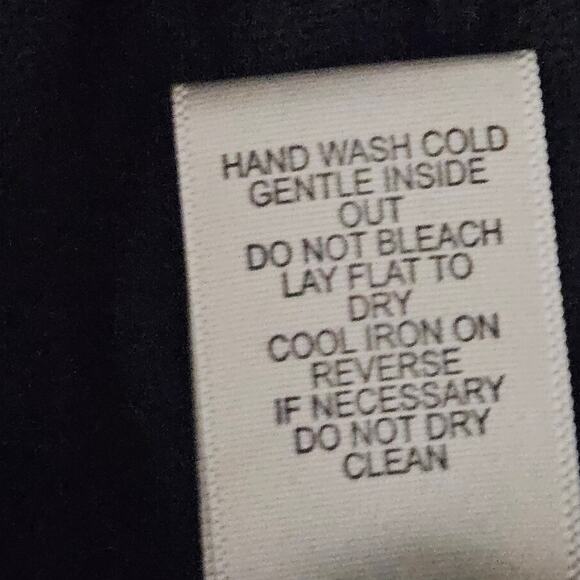 HAND WASH COLD
GENTLE INSIDE
OUT
DO NOT BLEACH
LAY FLAT TO
DRY
COOL IRON ON
REVERSE
IF NECESSARY
DO NOT DRY
CLEAN